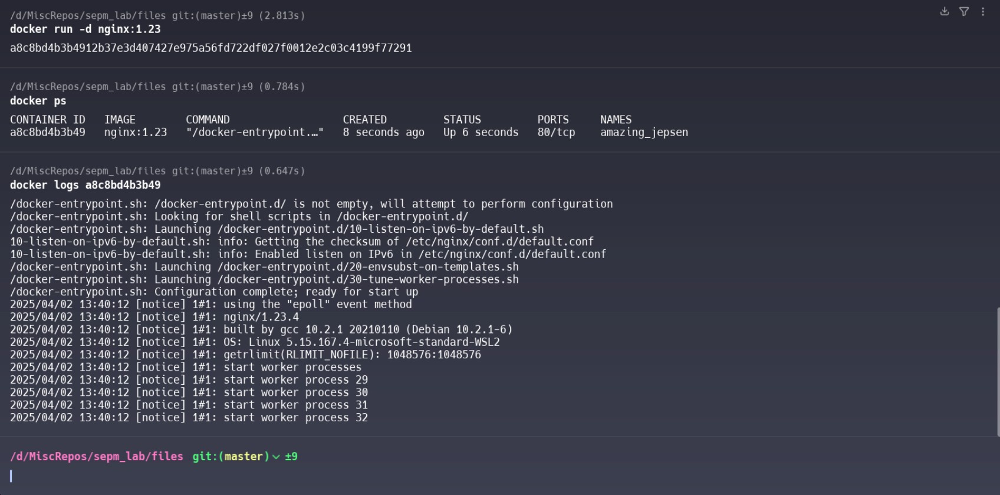 /d/MiscRepos/sepm_lab/files git:(master)±9 (2.813s)
docker run -d nginx:1.23
a8c8bd4b3b4912b37e3d407427e975a56fd722df027f0012e2c03c4199f77291
/d/MiscRepos/sepm_lab/files git:(master)±9 (0.784s)
docker ps
CONTAINER ID   IMAGE        COMMAND                  CREATED         STATUS         PORTS    NAMES
a8c8bd4b3b49   nginx:1.23   "/docker-entrypoint.…"   8 seconds ago   Up 6 seconds   80/tcp   amazing_jepsen
/d/MiscRepos/sepm_lab/files git:(master)±9 (0.647s)
docker logs a8c8bd4b3b49
/docker-entrypoint.sh: /docker-entrypoint.d/ is not empty, will attempt to perform configuration
/docker-entrypoint.sh: Looking for shell scripts in /docker-entrypoint.d/
/docker-entrypoint.sh: Launching /docker-entrypoint.d/10-listen-on-ipv6-by-default.sh
10-listen-on-ipv6-by-default.sh: info: Getting the checksum of /etc/nginx/conf.d/default.conf
10-listen-on-ipv6-by-default.sh: info: Enabled listen on IPv6 in /etc/nginx/conf.d/default.conf
/docker-entrypoint.sh: Launching /docker-entrypoint.d/20-envsubst-on-templates.sh
/docker-entrypoint.sh: Launching /docker-entrypoint.d/30-tune-worker-processes.sh
/docker-entrypoint.sh: Configuration complete; ready for start up
2025/04/02 13:40:12 [notice] 1#1: using the "epoll" event method
2025/04/02 13:40:12 [notice] 1#1: nginx/1.23.4
2025/04/02 13:40:12 [notice] 1#1: built by gcc 10.2.1 20210110 (Debian 10.2.1-6)
2025/04/02 13:40:12 [notice] 1#1: OS: Linux 5.15.167.4-microsoft-standard-WSL2
2025/04/02 13:40:12 [notice] 1#1: getrlimit(RLIMIT_NOFILE): 1048576:1048576
2025/04/02 13:40:12 [notice] 1#1: start worker processes
2025/04/02 13:40:12 [notice] 1#1: start worker process 29
2025/04/02 13:40:12 [notice] 1#1: start worker process 30
2025/04/02 13:40:12 [notice] 1#1: start worker process 31
2025/04/02 13:40:12 [notice] 1#1: start worker process 32
/d/MiscRepos/sepm_lab/files git:(master) ±9